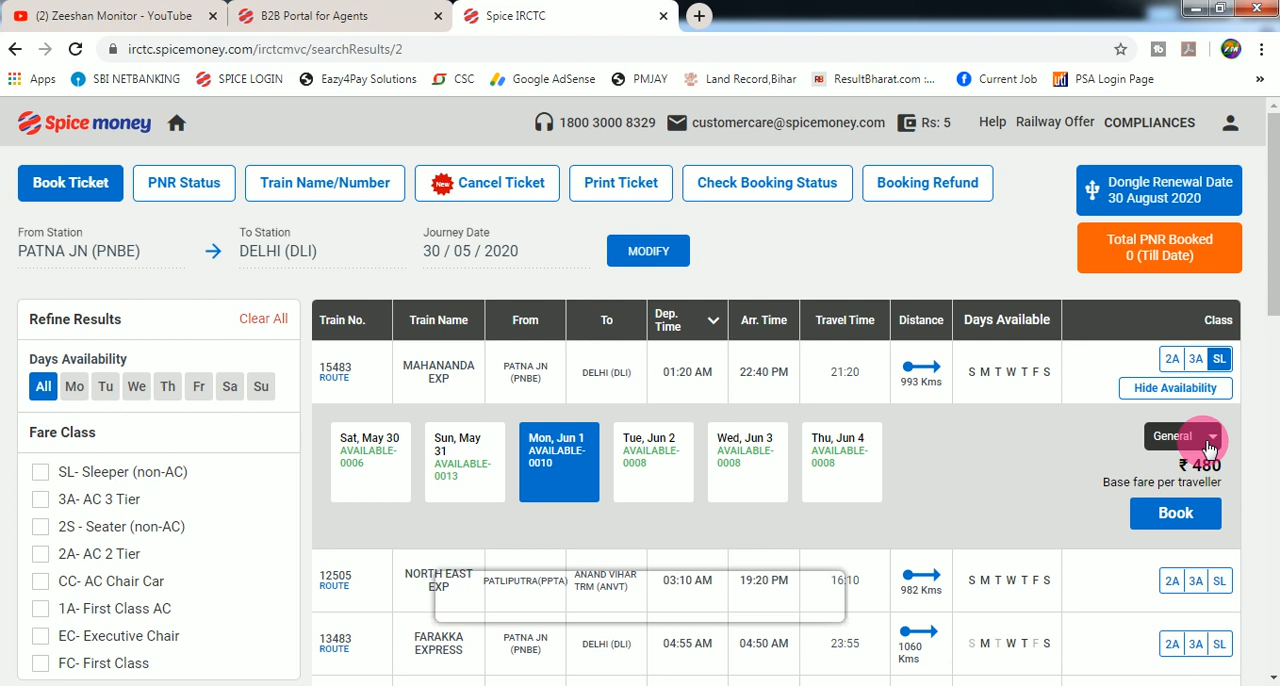 (2) Zeeshan Monitor - YouTube
B2B Portal for Agents
Spice IRCTC
irctc.spicemoney.com/irctcmvc/searchResults/2
Apps
SBI NETBANKING
SPICE LOGIN
Eazy4Pay Solutions
CSC
Google AdSense
PMJAY
Land Record,Bihar
ResultBharat.com :...
Current Job
PSA Login Page
»
Spice money
1800 3000 8329
customercare@spicemoney.com
Rs: 5
Help
Railway Offer
COMPLIANCES
Book Ticket
PNR Status
Train Name/Number
New Cancel Ticket
Print Ticket
Check Booking Status
Booking Refund
Dongle Renewal Date
30 August 2020
Total PNR Booked
0 (Till Date)
From Station
PATNA JN (PNBE)
To Station
DELHI (DLI)
Journey Date
30 / 05 / 2020
MODIFY
Refine Results
Clear All
Days Availability
All Mo Tu We Th Fr Sa Su
Fare Class
SL- Sleeper (non-AC)
3A- AC 3 Tier
2S - Seater (non-AC)
2A- AC 2 Tier
CC- AC Chair Car
1A- First Class AC
EC- Executive Chair
FC- First Class
Train No.
Train Name
From
To
Dep.
Time
Arr. Time
Travel Time
Distance
Days Available
Class
15483
ROUTE
MAHANANDA
EXP
PATNA JN
(PNBE)
DELHI (DLI)
01:20 AM
22:40 PM
21:20
993 Kms
S M T W T F S
2A 3A SL
Hide Availability
Sat, May 30
AVAILABLE-
0006
Sun, May
31
AVAILABLE-
0013
Mon, Jun 1
AVAILABLE-
0010
Tue, Jun 2
AVAILABLE-
0008
Wed, Jun 3
AVAILABLE-
0008
Thu, Jun 4
AVAILABLE-
0008
General
₹ 480
Base fare per traveller
Book
12505
ROUTE
NORTH EAST
EXP
PATLIPUTRA(PPTA)
ANAND VIHAR
TRM (ANVT)
03:10 AM
19:20 PM
16:10
982 Kms
S M T W T F S
2A 3A SL
13483
ROUTE
FARAKKA
EXPRESS
PATNA JN
(PNBE)
DELHI (DLI)
04:55 AM
04:50 AM
23:55
1060
Kms
S M T W T F S
2A 3A SL